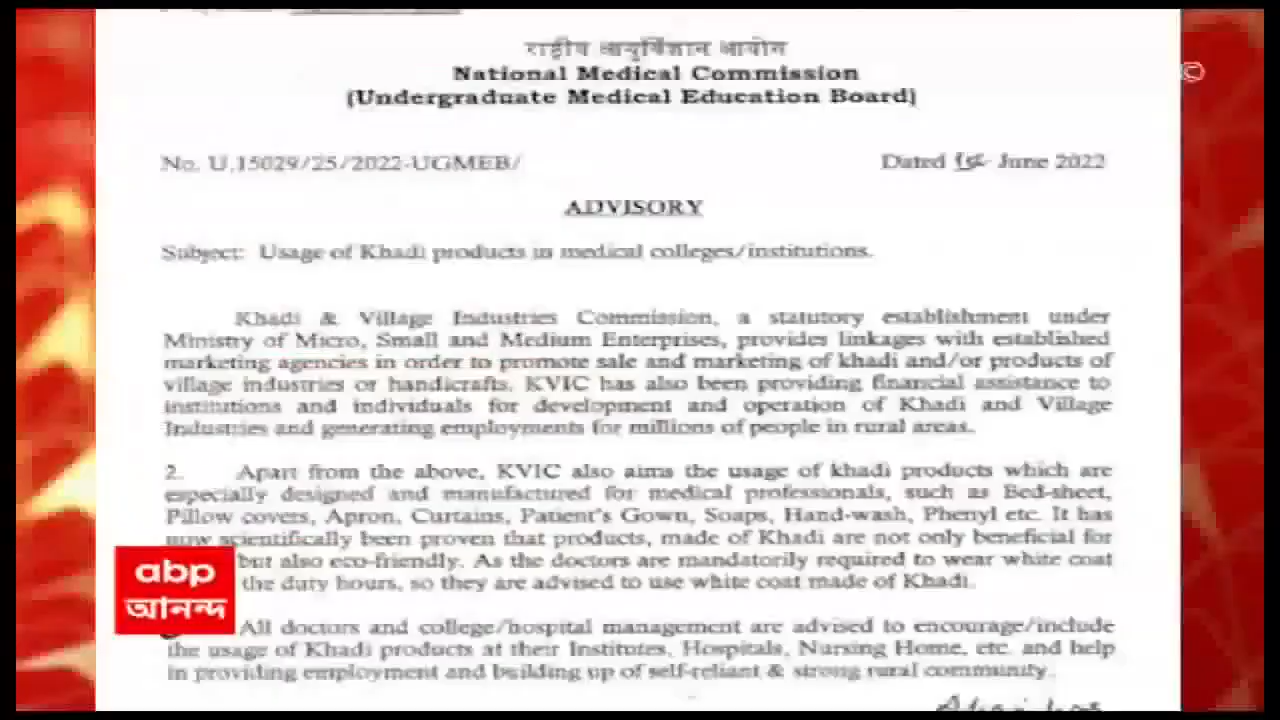 राष्ट्रीय आयुर्विज्ञान आयोग
National Medical Commission
(Undergraduate Medical Education Board)
©
No. U.15029/25/2022-UGMEB/ Dated June 2022
ADVISORY
Subject: Usage of Khadi products in medical colleges/institutions.
Khadi & Village Industries Commission, a statutory establishment under
Ministry of Micro, Small and Medium Enterprises, provides linkages with established
marketing agencies in order to promote sale and marketing of khadi and/or products of
village industries or handicrafts. KVIC has also been providing financial assistance to
institutions and individuals for development and operation of Khadi and Village
Industries and generating employments for millions of people in rural areas.
2. Apart from the above, KVIC also aims the usage of khadi products which are
especially designed and manufactured for medical professionals, such as Bed-sheet,
Pillow covers, Apron, Curtains, Patient's Gown, Soaps, Hand-wash, Phenyl etc. It has
now scientifically been proven that products, made of Khadi are not only beneficial for
but also eco-friendly. As the doctors are mandatorily required to wear white coat
the duty hours, so they are advised to use white coat made of Khadi.
All doctors and college/hospital management are advised to encourage/include
the usage of Khadi products at their Institutes, Hospitals, Nursing Home, etc. and help
in providing employment and building up of self-reliant & strong rural community.
abp
আনন্দ